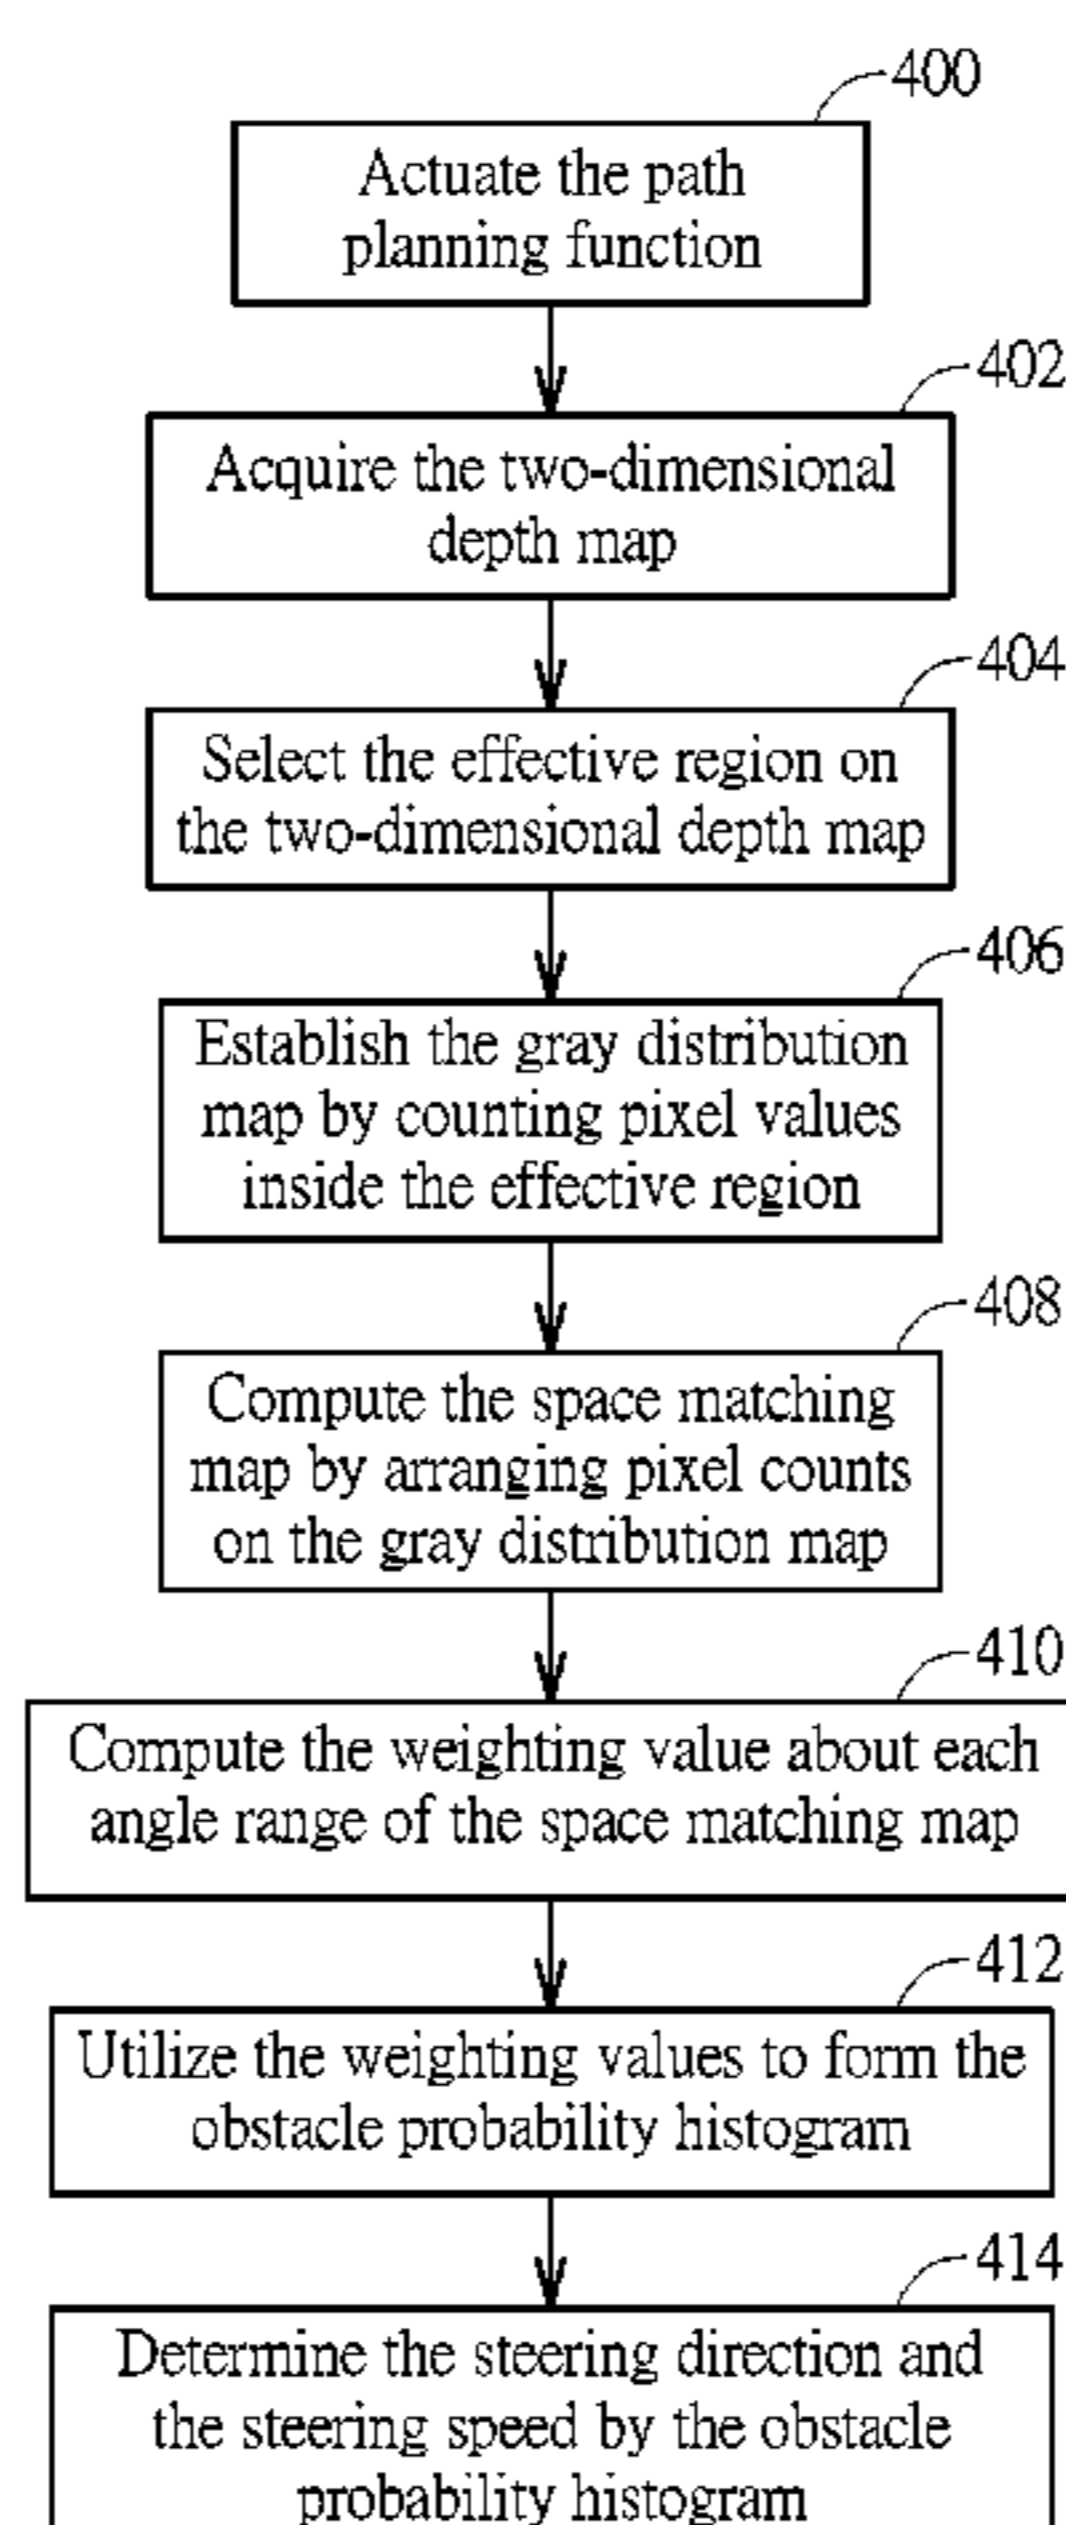 400
Actuate the path
planning function
402
Acquire the two-dimensional
depth map
404
Select the effective region on
the two-dimensional depth map
406
Establish the gray distribution
map by counting pixel values
inside the effective region
408
Compute the space matching
map by arranging pixel counts
on the gray distribution map
410
Compute the weighting value about each
angle range of the space matching map
412
Utilize the weighting values to form the
obstacle probability histogram
414
Determine the steering direction and
the steering speed by the obstacle
probability histogram